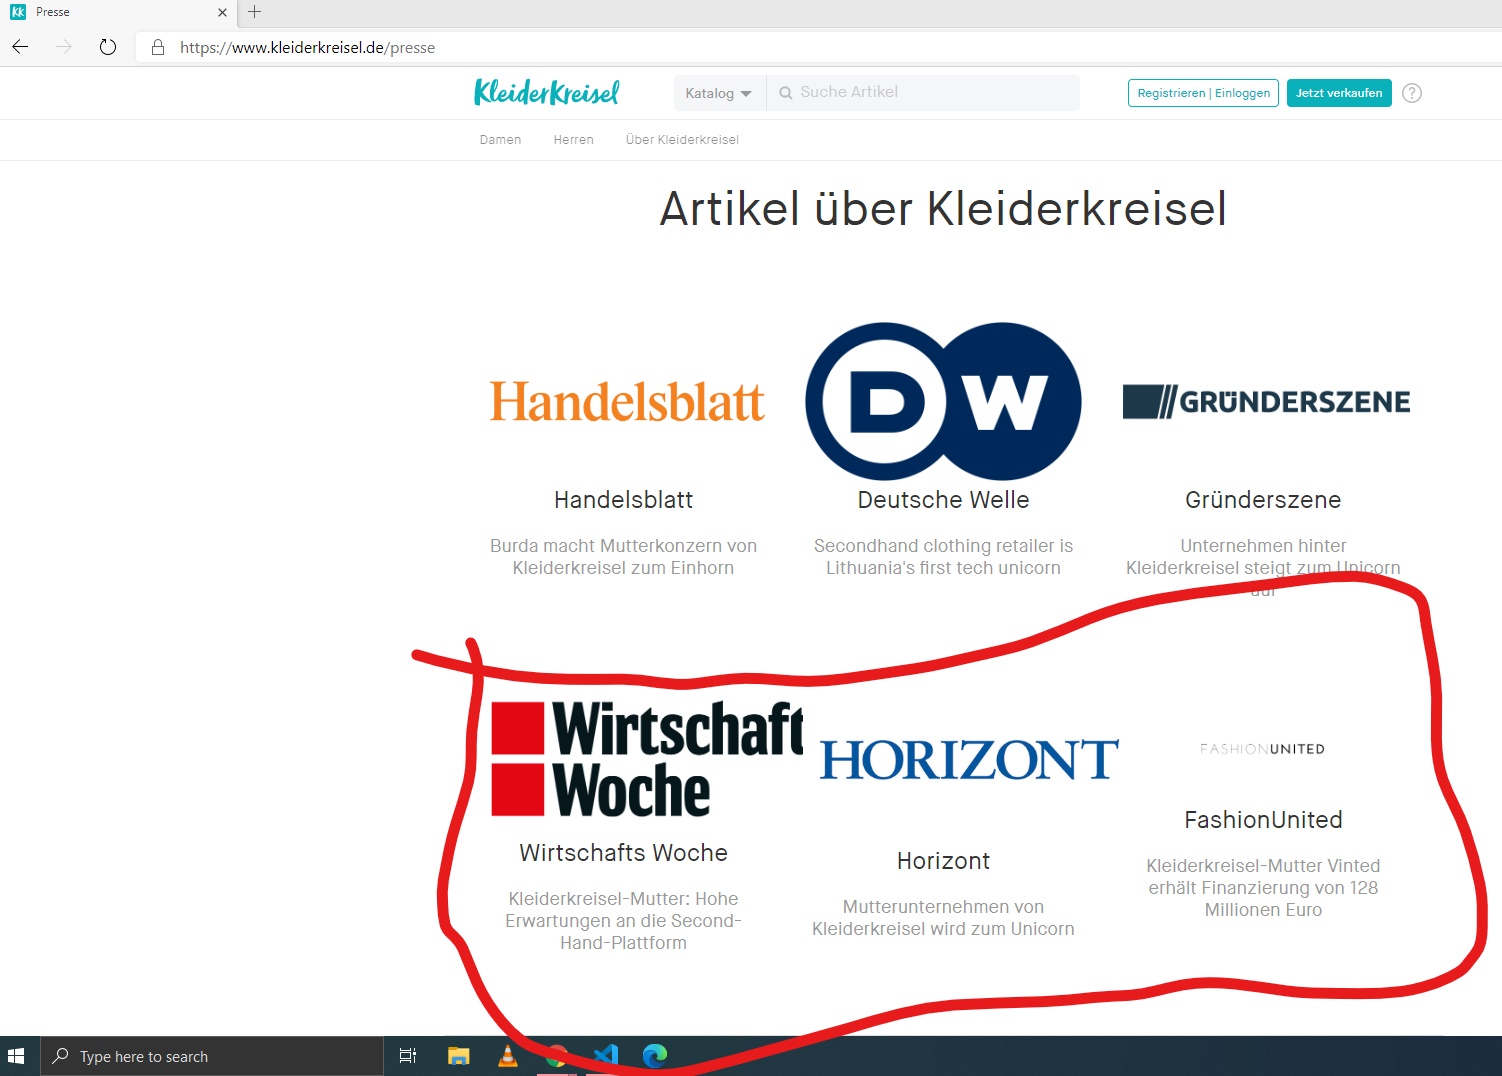 Presse
https://www.kleiderkreisel.de/presse
KleiderKreisel
Katalog
Suche Artikel
Registrieren | Einloggen
Jetzt verkaufen
?
Damen
Herren
Über Kleiderkreisel
Artikel über Kleiderkreisel
Handelsblatt
DW
GRÜNDERSZENE
Handelsblatt
Burda macht Mutterkonzern von
Kleiderkreisel zum Einhorn
Deutsche Welle
Secondhand clothing retailer is
Lithuania's first tech unicorn
Gründerszene
Unternehmen hinter
Kleiderkreisel steigt zum Unicorn
auf
Wirtschaft
Woche
HORIZONT
FASHIONUNITED
Wirtschafts Woche
Kleiderkreisel-Mutter: Hohe
Erwartungen an die Second-
Hand-Plattform
Horizont
Mutterunternehmen von
Kleiderkreisel wird zum Unicorn
FashionUnited
Kleiderkreisel-Mutter Vinted
erhält Finanzierung von 128
Millionen Euro
Type here to search